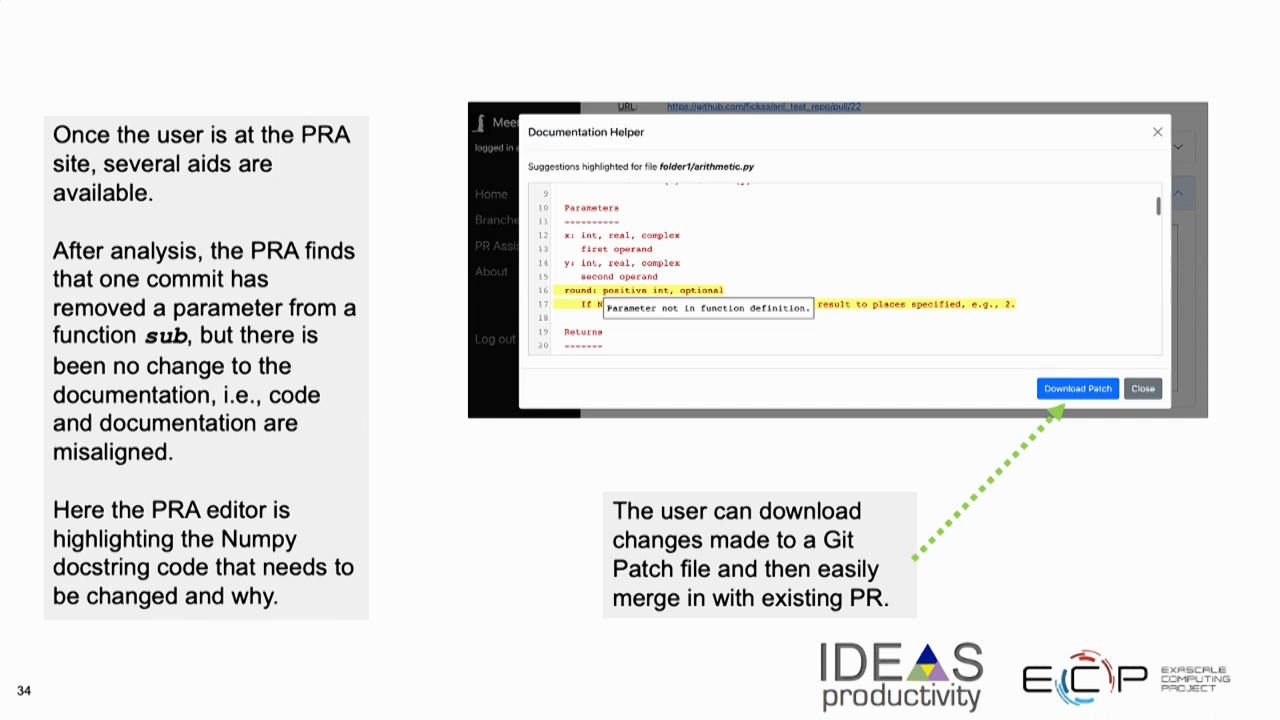 Once the user is at the PRA
site, several aids are
available.
After analysis, the PRA finds
that one commit has
removed a parameter from a
function sub, but there is
been no change to the
documentation, i.e., code
and documentation are
misaligned.
Here the PRA editor is
highlighting the Numpy
docstring code that needs to
be changed and why.
URL: https://github.com/fickas/anl_test_repo/pull/22
Mee
logged in a
Home
Branche
PR Assi
About
Log out
Documentation Helper
Suggestions highlighted for file folder1/arithmetic.py
9
10 Parameters
11 ----------
12 x: int, real, complex
13 first operand
14 y: int, real, complex
15 second operand
16 round: positive int, optional
17 If N result to places specified, e.g., 2.
Parameter not in function definition.
18
19 Returns
20 -------
Download Patch
Close
The user can download
changes made to a Git
Patch file and then easily
merge in with existing PR.
34
IDEAS
productivity
ECP
EXASCALE
COMPUTING
PROJECT